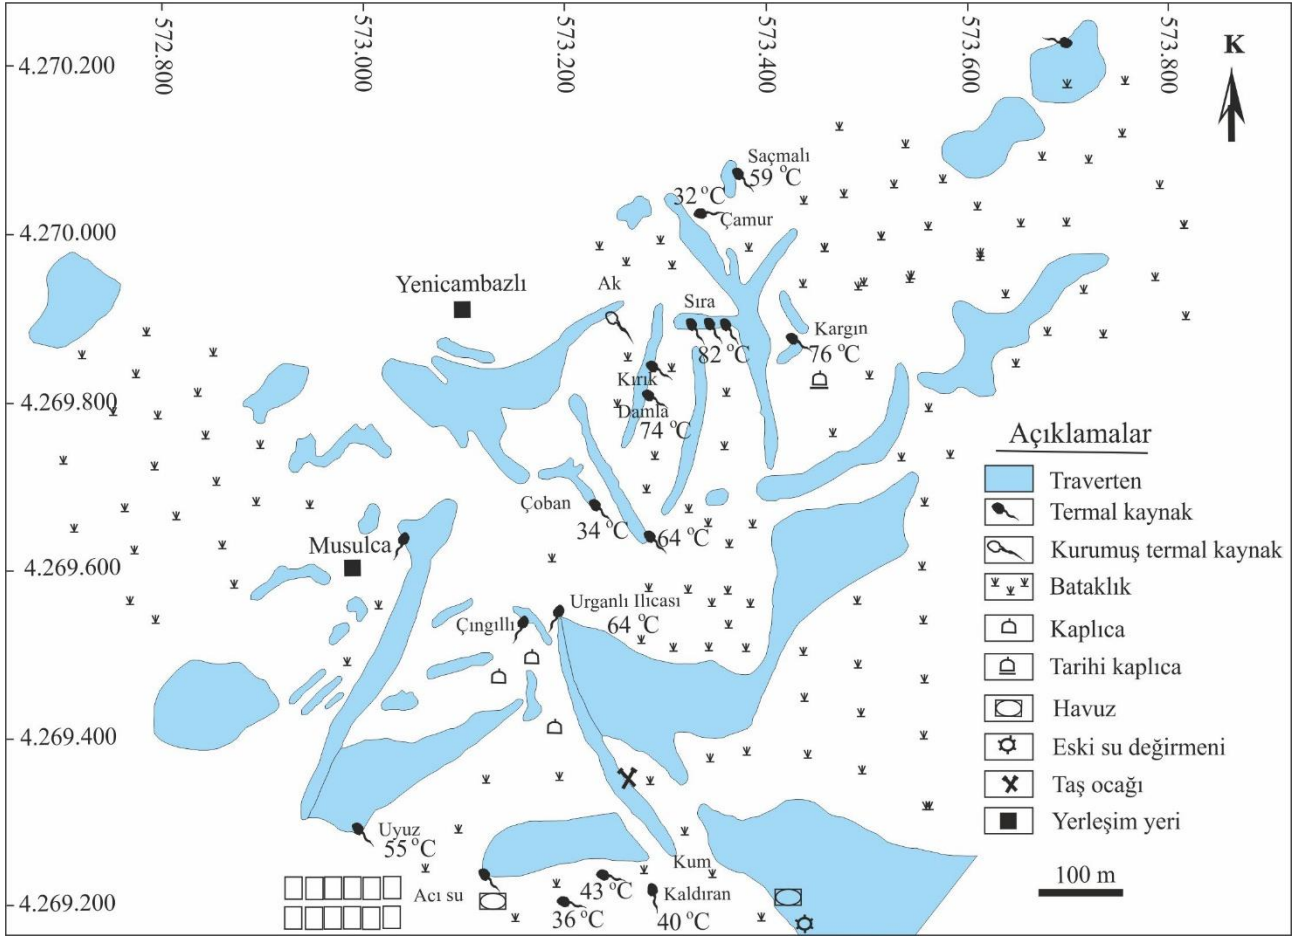 572.800
573.000
573.200
573.400
573.600
573.800
4.270.200
K
Saçmalı
59 °C
32 °C
Çamur
4.270.000
Yenicambazlı
Ak
Sıra
82 °C
Kargın
76 °C
Kırık
Damla
74 °C
4.269.800
Açıklamalar
Traverten
Termal kaynak
Kurumuş termal kaynak
Bataklık
Kaplıca
Tarihi kaplıca
Havuz
Eski su değirmeni
Taş ocağı
Yerleşim yeri
100 m
Çoban
34 °C
64 °C
Musulca
4.269.600
Urganlı Ilıcası
64 °C
Çıngıllı
4.269.400
Uyuz
55 °C
Kum
Acı su
43 °C
Kaldıran
36 °C
40 °C
4.269.200